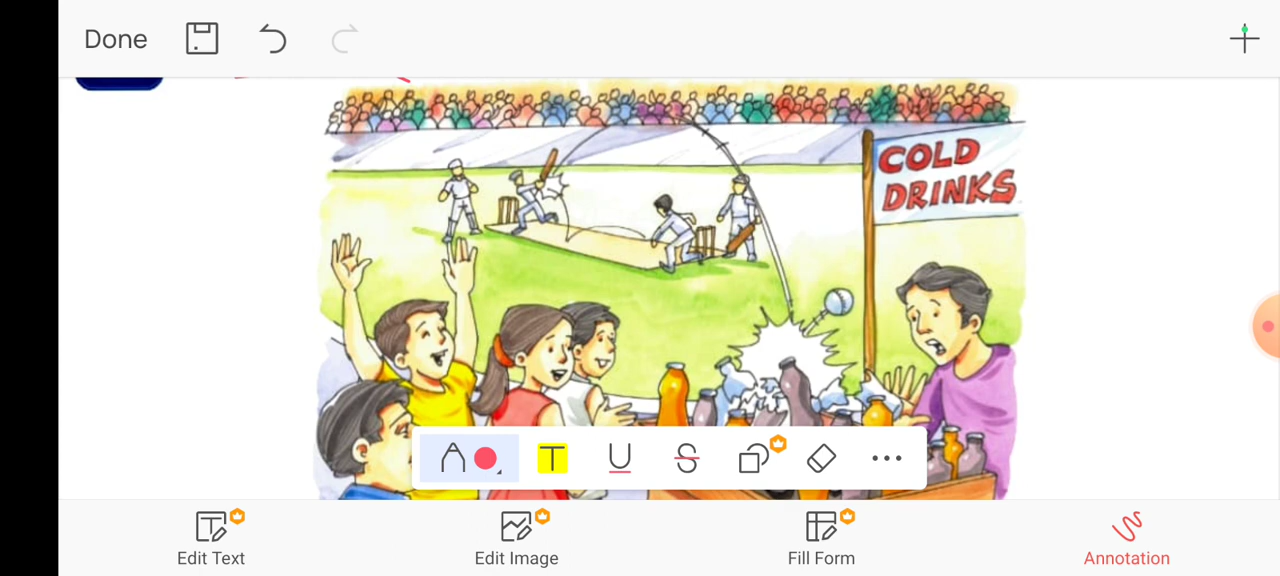 Done
COLD
DRINKS
T
U
S
Edit Text
Edit Image
Fill Form
Annotation